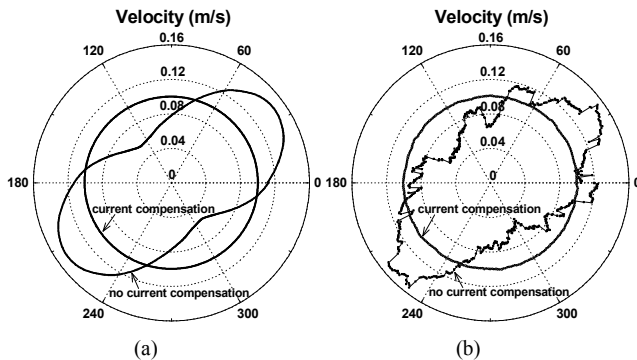 Velocity (m/s)
120
0.16
60
0.12
0.08
0.04
0
180
0
current compensation
no current compensation
240
300
(a)
Velocity (m/s)
120
0.16
60
0.12
0.08
0.04
0
180
0
current compensation
no current compensation
240
300
(b)